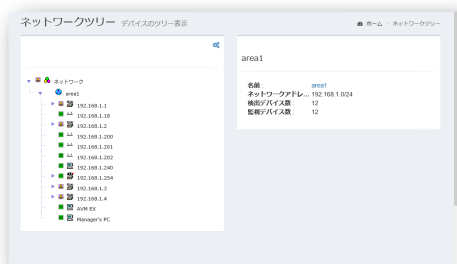 ネットワークツリー デバイスのツリー表示
ホーム - ネットワークツリー
ネットワーク
area1
192.168.1.1
192.168.1.18
192.168.1.2
192.168.1.200
192.168.1.201
192.168.1.202
192.168.1.240
192.168.1.254
192.168.1.3
192.168.1.4
AVM EX
Manager's PC
area1
名前 : area1
ネットワークアドレ... 192.168.1.0/24
検出デバイス数 : 12
監視デバイス数 : 12